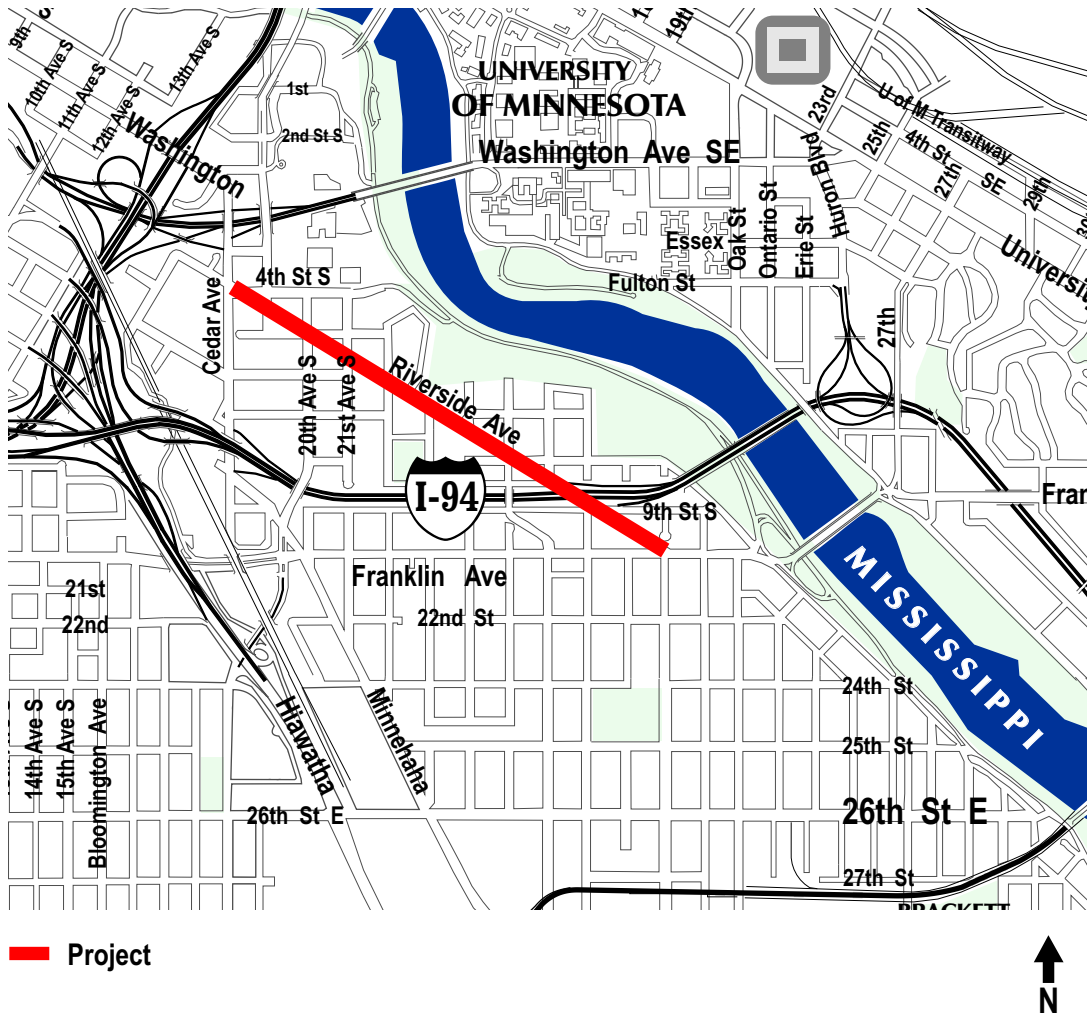 9th
10th Ave S
11th Ave S
12th Ave S
13th Ave S
Washington
1st
2nd St S
UNIVERSITY
OF MINNESOTA
Washington Ave SE
19th
23rd
Huron Blvd
25th
U of M Transitway
4th St SE
27th
29th
Essex
Oak St
Ontario St
Erie St
Fulton St
4th St S
Cedar Ave
20th Ave S
21st Ave S
Riverside Ave
27th
I-94
9th St S
Franklin Ave
21st
22nd
22nd St
MISSISSIPPI
24th St
25th St
14th Ave S
15th Ave S
Bloomington Ave
Hiawatha
Minnehaha
26th St E
26th St E
27th St
Project
N